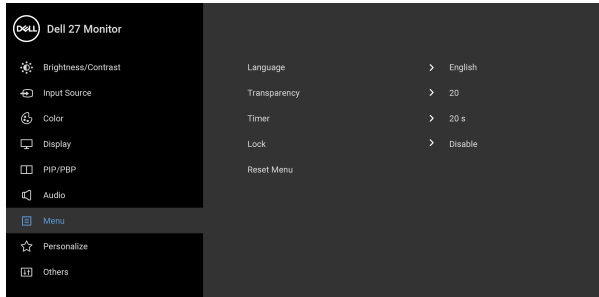 DELL Dell 27 Monitor
Brightness/Contrast
Input Source
Color
Display
PIP/PBP
Audio
Menu
Personalize
Others
Language > English
Transparency > 20
Timer > 20 s
Lock > Disable
Reset Menu